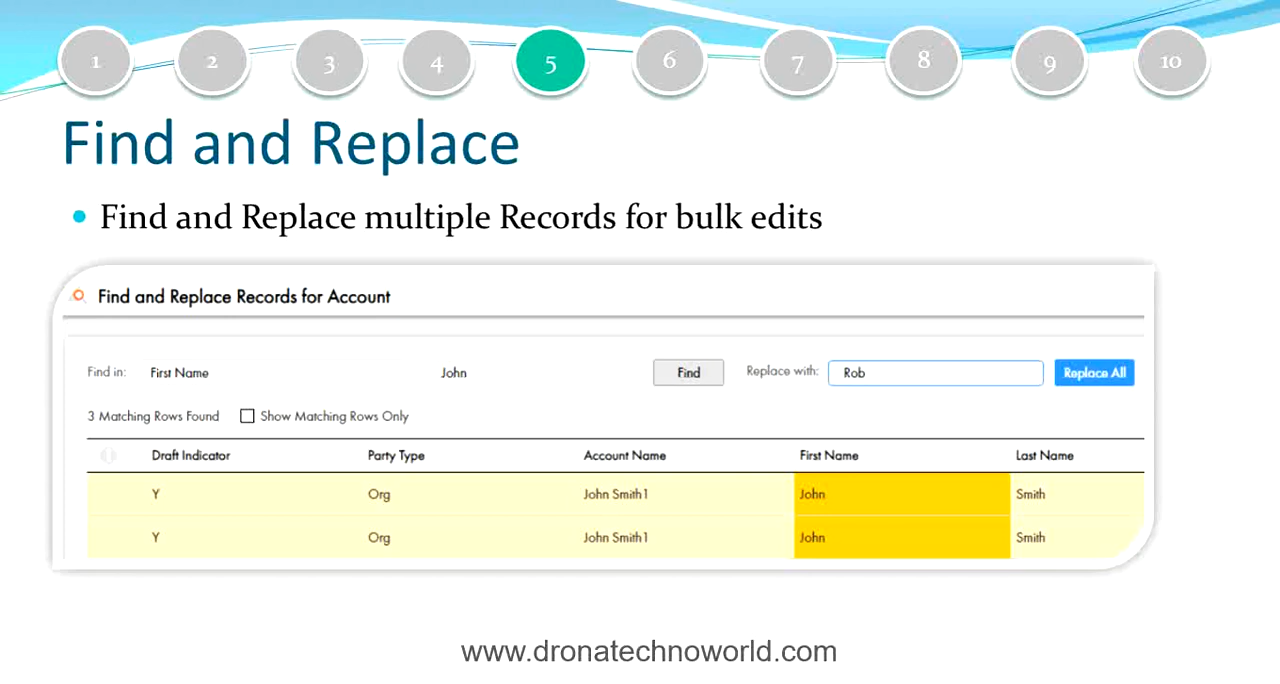 1 2 3 4 5 6 7 8 9 10
Find and Replace
Find and Replace multiple Records for bulk edits
Find and Replace Records for Account
Find in: First Name John Find Replace with: Rob Replace All
3 Matching Rows Found Show Matching Rows Only
Draft Indicator Party Type Account Name First Name Last Name
Y Org John Smith1 John Smith
Y Org John Smith1 John Smith
www.dronatechnoworld.com